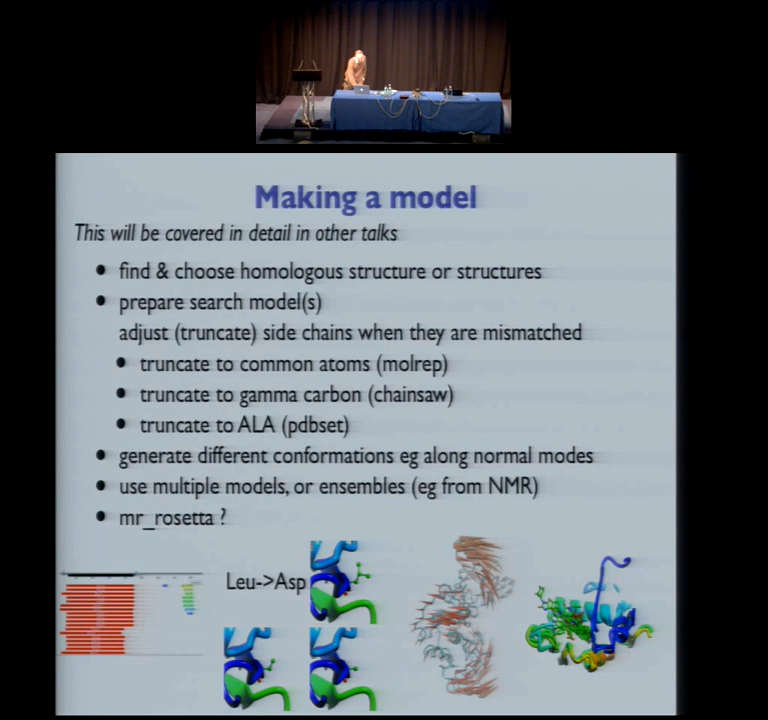 Making a model
This will be covered in detail in other talks
• find & choose homologous structure or structures
• prepare search model(s)
adjust (truncate) side chains when they are mismatched
• truncate to common atoms (molrep)
• truncate to gamma carbon (chainsaw)
• truncate to ALA (pdbset)
• generate different conformations eg along normal modes
• use multiple models, or ensembles (eg from NMR)
• mr_rosetta ?
Leu->Asp